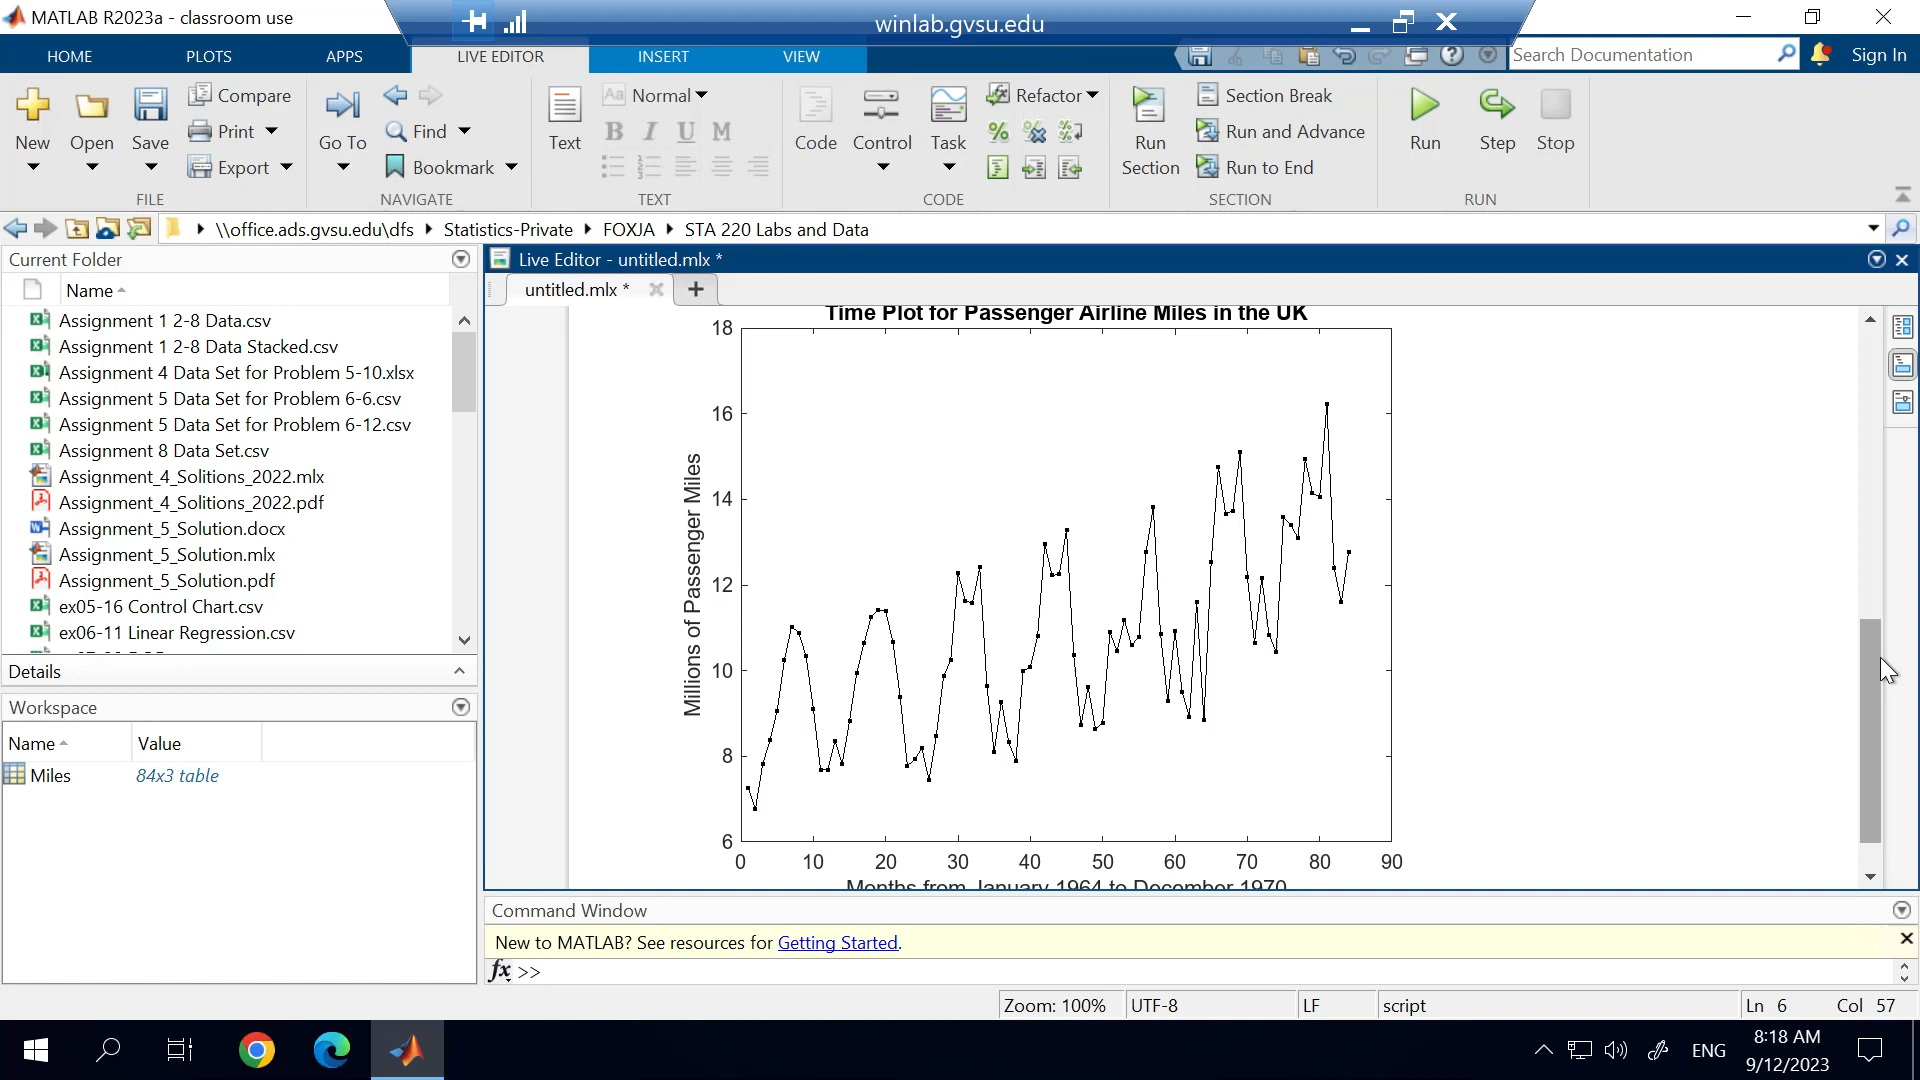 MATLAB R2023a - classroom use
winlab.gvsu.edu
HOME PLOTS APPS LIVE EDITOR INSERT VIEW
Search Documentation
Sign In
New
Open
Save
Compare
Print
Export
FILE
Go To
Find
Bookmark
NAVIGATE
Text
Aa Normal
B I U M
TEXT
Code
Control
Task
Refactor
CODE
Run
Section
Section Break
Run and Advance
Run to End
SECTION
Run
Step
Stop
RUN
\\office.ads.gvsu.edu\dfs Statistics-Private FOXJA STA 220 Labs and Data
Current Folder
Name
Assignment 1 2-8 Data.csv
Assignment 1 2-8 Data Stacked.csv
Assignment 4 Data Set for Problem 5-10.xlsx
Assignment 5 Data Set for Problem 6-6.csv
Assignment 5 Data Set for Problem 6-12.csv
Assignment 8 Data Set.csv
Assignment_4_Solitions_2022.mlx
Assignment_4_Solitions_2022.pdf
Assignment_5_Solution.docx
Assignment_5_Solution.mlx
Assignment_5_Solution.pdf
ex05-16 Control Chart.csv
ex06-11 Linear Regression.csv
Details
Workspace
Name Value
Miles 84x3 table
Live Editor - untitled.mlx *
untitled.mlx *
Time Plot for Passenger Airline Miles in the UK
Millions of Passenger Miles
18
16
14
12
10
8
6
0 10 20 30 40 50 60 70 80 90
Months from January 1964 to December 1970
Command Window
New to MATLAB? See resources for Getting Started.
fx >>
Zoom: 100% UTF-8 LF script Ln 6 Col 57
ENG
8:18 AM
9/12/2023